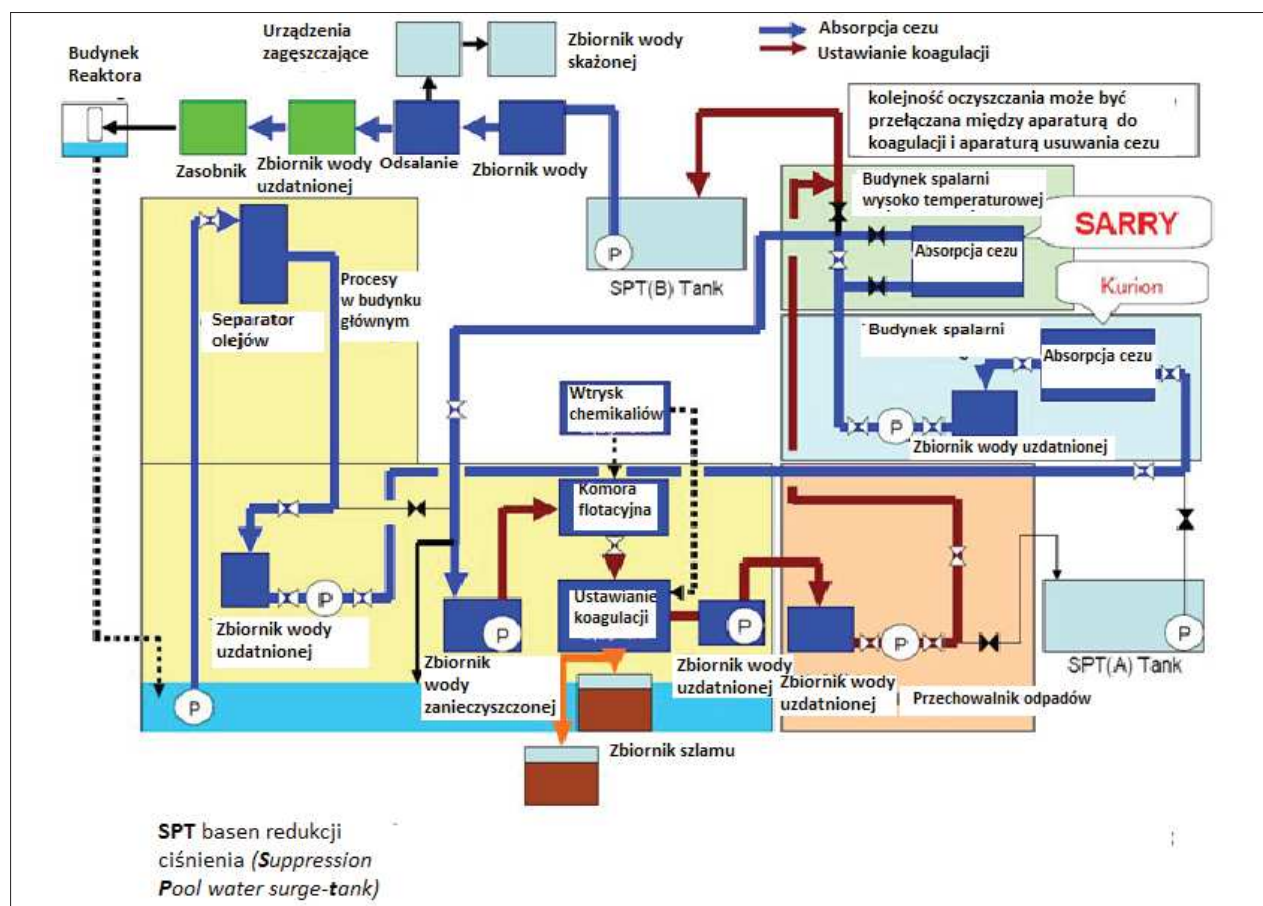 Budynek
Reaktora
Urządzenia
zagęszczające
Zbiornik wody
skażonej
Absorpcja cezu
Ustawianie koagulacji
kolejność oczyszczania może być
przełączana między aparaturą do
koagulacji i aparaturą usuwania cezu
Zasobnik
Zbiornik wody
uzdatnionej
Odsalanie
Zbiornik wody
P
SPT(B) Tank
Budynek spalarni
wysoko temperaturowej
Absorpcja cezu
SARRY
Kurion
Separator
olejów
Procesy
w budynku
głównym
Budynek spalarni
Absorpcja cezu
P
Zbiornik wody uzdatnionej
Wtrysk
chemikaliów
Komora
flotacyjna
Ustawianie
koagulacji
P
Zbiornik wody
uzdatnionej
P
Zbiornik
wody
zanieczyszczonej
P
Zbiornik wody
uzdatnionej
P
Zbiornik wody
uzdatnionej
Przechowalnik odpadów
P
SPT(A) Tank
P
Zbiornik szlamu
SPT basen redukcji
ciśnienia (Suppression
Pool water surge-tank)